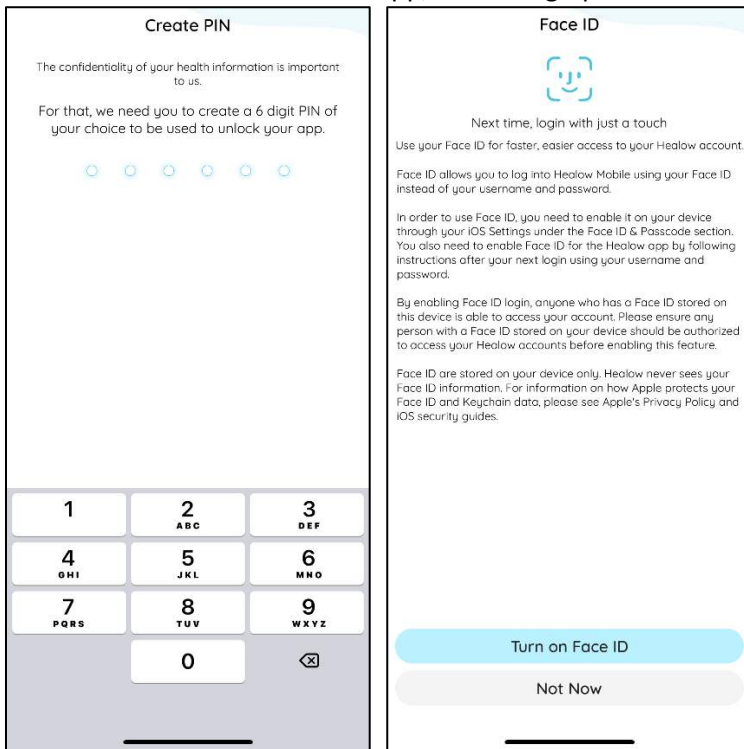 Create PIN
The confidentiality of your health information is important
to us.
For that, we need you to create a 6 digit PIN of
your choice to be used to unlock your app.
1
2
ABC
3
DEF
4
GHI
5
JKL
6
MNO
7
PQRS
8
TUV
9
WXYZ
0
Face ID
Next time, login with just a touch
Use your Face ID for faster, easier access to your Healow account.
Face ID allows you to log into Healow Mobile using your Face ID
instead of your username and password.
In order to use Face ID, you need to enable it on your device
through your iOS Settings under the Face ID & Passcode section.
You also need to enable Face ID for the Healow app by following
instructions after your next login using your username and
password.
By enabling Face ID login, anyone who has a Face ID stored on
this device is able to access your account. Please ensure any
person with a Face ID stored on your device should be authorized
to access your Healow accounts before enabling this feature.
Face ID are stored on your device only. Healow never sees your
Face ID information. For information on how Apple protects your
Face ID and Keychain data, please see Apple's Privacy Policy and
iOS security guides.
Turn on Face ID
Not Now